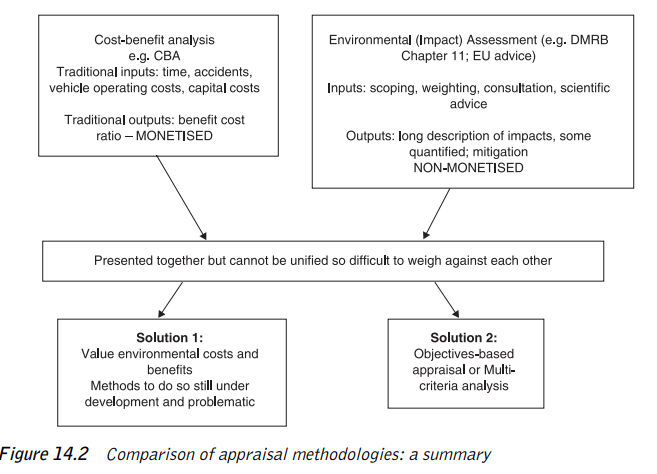 Cost-benefit analysis
e.g. CBA
Traditional inputs: time, accidents,
vehicle operating costs, capital costs
Traditional outputs: benefit cost
ratio – MONETISED
Environmental (Impact) Assessment (e.g. DMRB
Chapter 11; EU advice)
Inputs: scoping, weighting, consultation, scientific
advice
Outputs: long description of impacts, some
quantified; mitigation
NON-MONETISED
Presented together but cannot be unified so difficult to weigh against each other
Solution 1:
Value environmental costs and
benefits
Methods to do so still under
development and problematic
Solution 2:
Objectives-based
appraisal or Multi-
criteria analysis
Figure 14.2 Comparison of appraisal methodologies: a summary